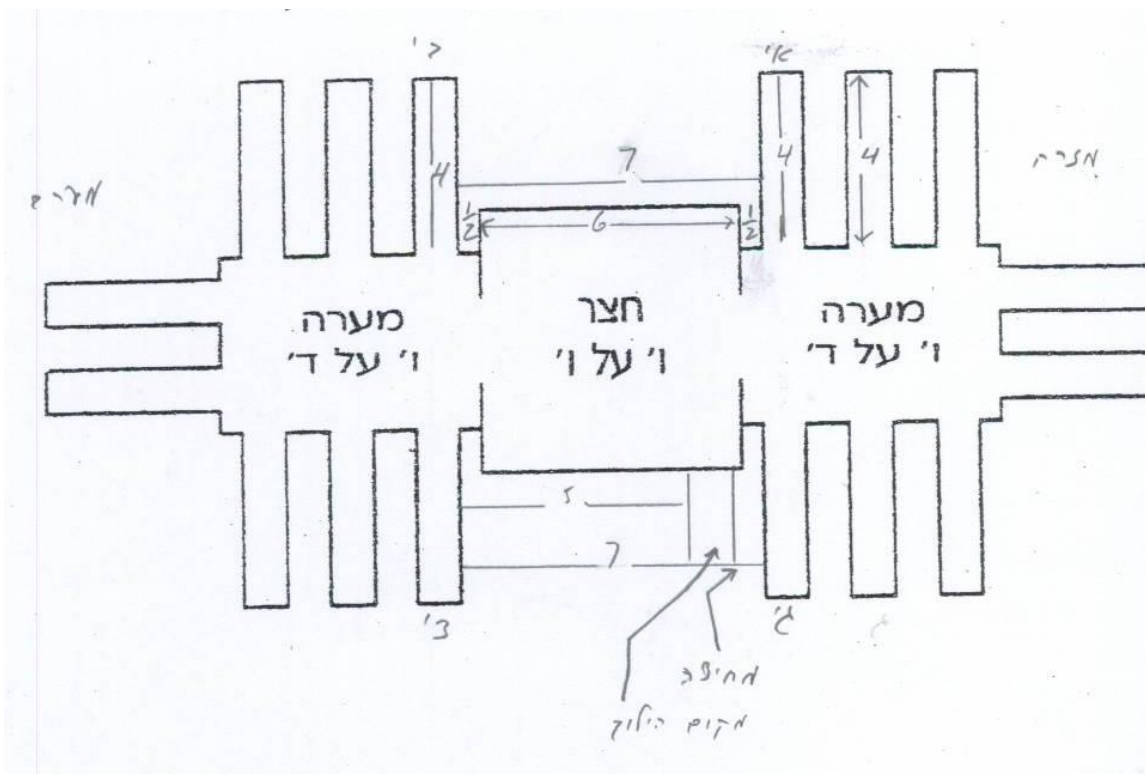 ב'
א'
7
4
4
4
מזרח
מערב
1/2
6
1/2
מערה
ו' על ד'
חצר
ו' על ו'
מערה
ו' על ד'
5
7
ד'
ג'
מחיצה
מקום הילוך